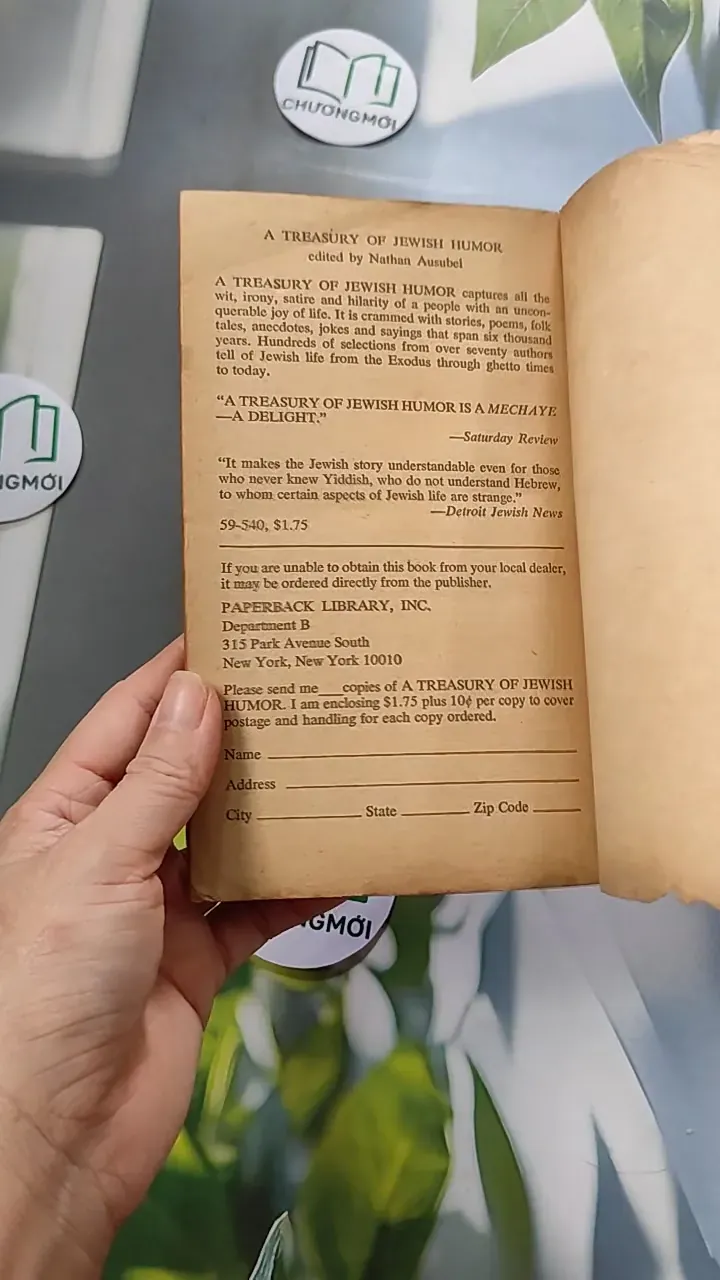 CHƯƠNGMỚI
NGMỚI
A TREASURY OF JEWISH HUMOR
edited by Nathan Ausubel
A TREASURY OF JEWISH HUMOR captures all the
wit, irony, satire and hilarity of a people with an uncon-
querable joy of life. It is crammed with stories, poems, folk
tales, anecdotes, jokes and sayings that span six thousand
years. Hundreds of selections from over seventy authors
tell of Jewish life from the Exodus through ghetto times
to today.
“A TREASURY OF JEWISH HUMOR IS A MECHAYE
—A DELIGHT.”
—Saturday Review
“It makes the Jewish story understandable even for those
who never knew Yiddish, who do not understand Hebrew,
to whom certain aspects of Jewish life are strange.”
—Detroit Jewish News
59-540, $1.75
If you are unable to obtain this book from your local dealer,
it may be ordered directly from the publisher.
PAPERBACK LIBRARY, INC.
Department B
315 Park Avenue South
New York, New York 10010
Please send me___copies of A TREASURY OF JEWISH
HUMOR. I am enclosing $1.75 plus 10¢ per copy to cover
postage and handling for each copy ordered.
Name
Address
City State Zip Code
NGMỚI